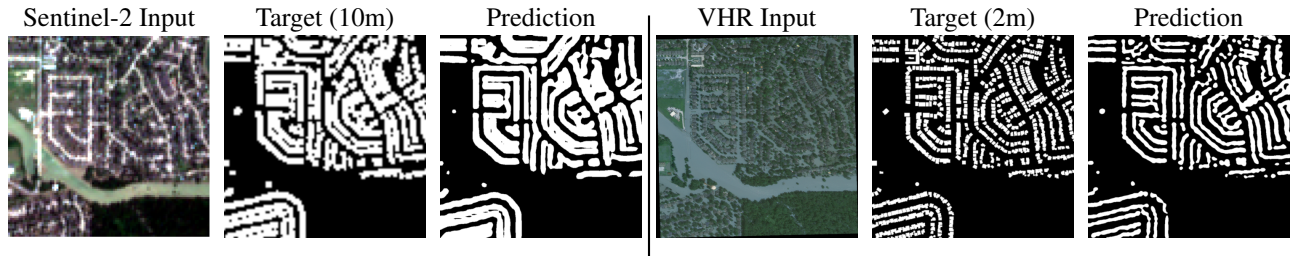 Sentinel-2 Input Target (10m) Prediction VHR Input Target (2m) Prediction